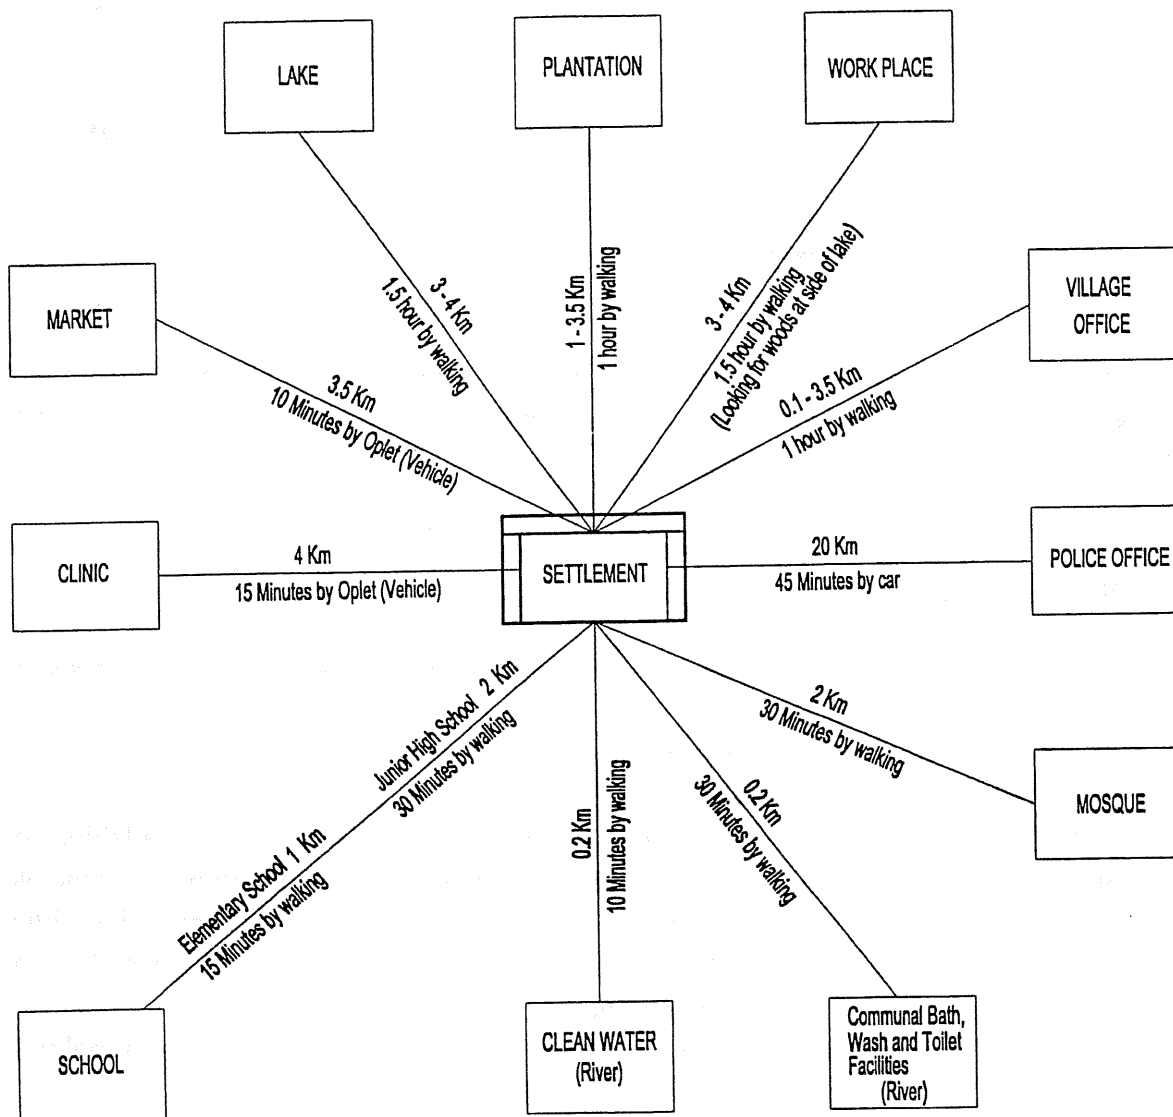 LAKE
PLANTATION
WORK PLACE
MARKET
VILLAGE
OFFICE
3 - 4 Km
1.5 hour by walking
1 - 3.5 Km
1 hour by walking
3 - 4 Km
1.5 hour by walking
(Looking for woods at side of lake)
3.5 Km
10 Minutes by Oplet (Vehicle)
0.1 - 3.5 Km
1 hour by walking
CLINIC
4 Km
15 Minutes by Oplet (Vehicle)
SETTLEMENT
20 Km
45 Minutes by car
POLICE OFFICE
Junior High School 2 Km
30 Minutes by walking
Elementary School 1 Km
15 Minutes by walking
0.2 Km
10 Minutes by walking
0.2 Km
30 Minutes by walking
2 Km
30 Minutes by walking
MOSQUE
SCHOOL
CLEAN WATER
(River)
Communal Bath,
Wash and Toilet
Facilities
(River)